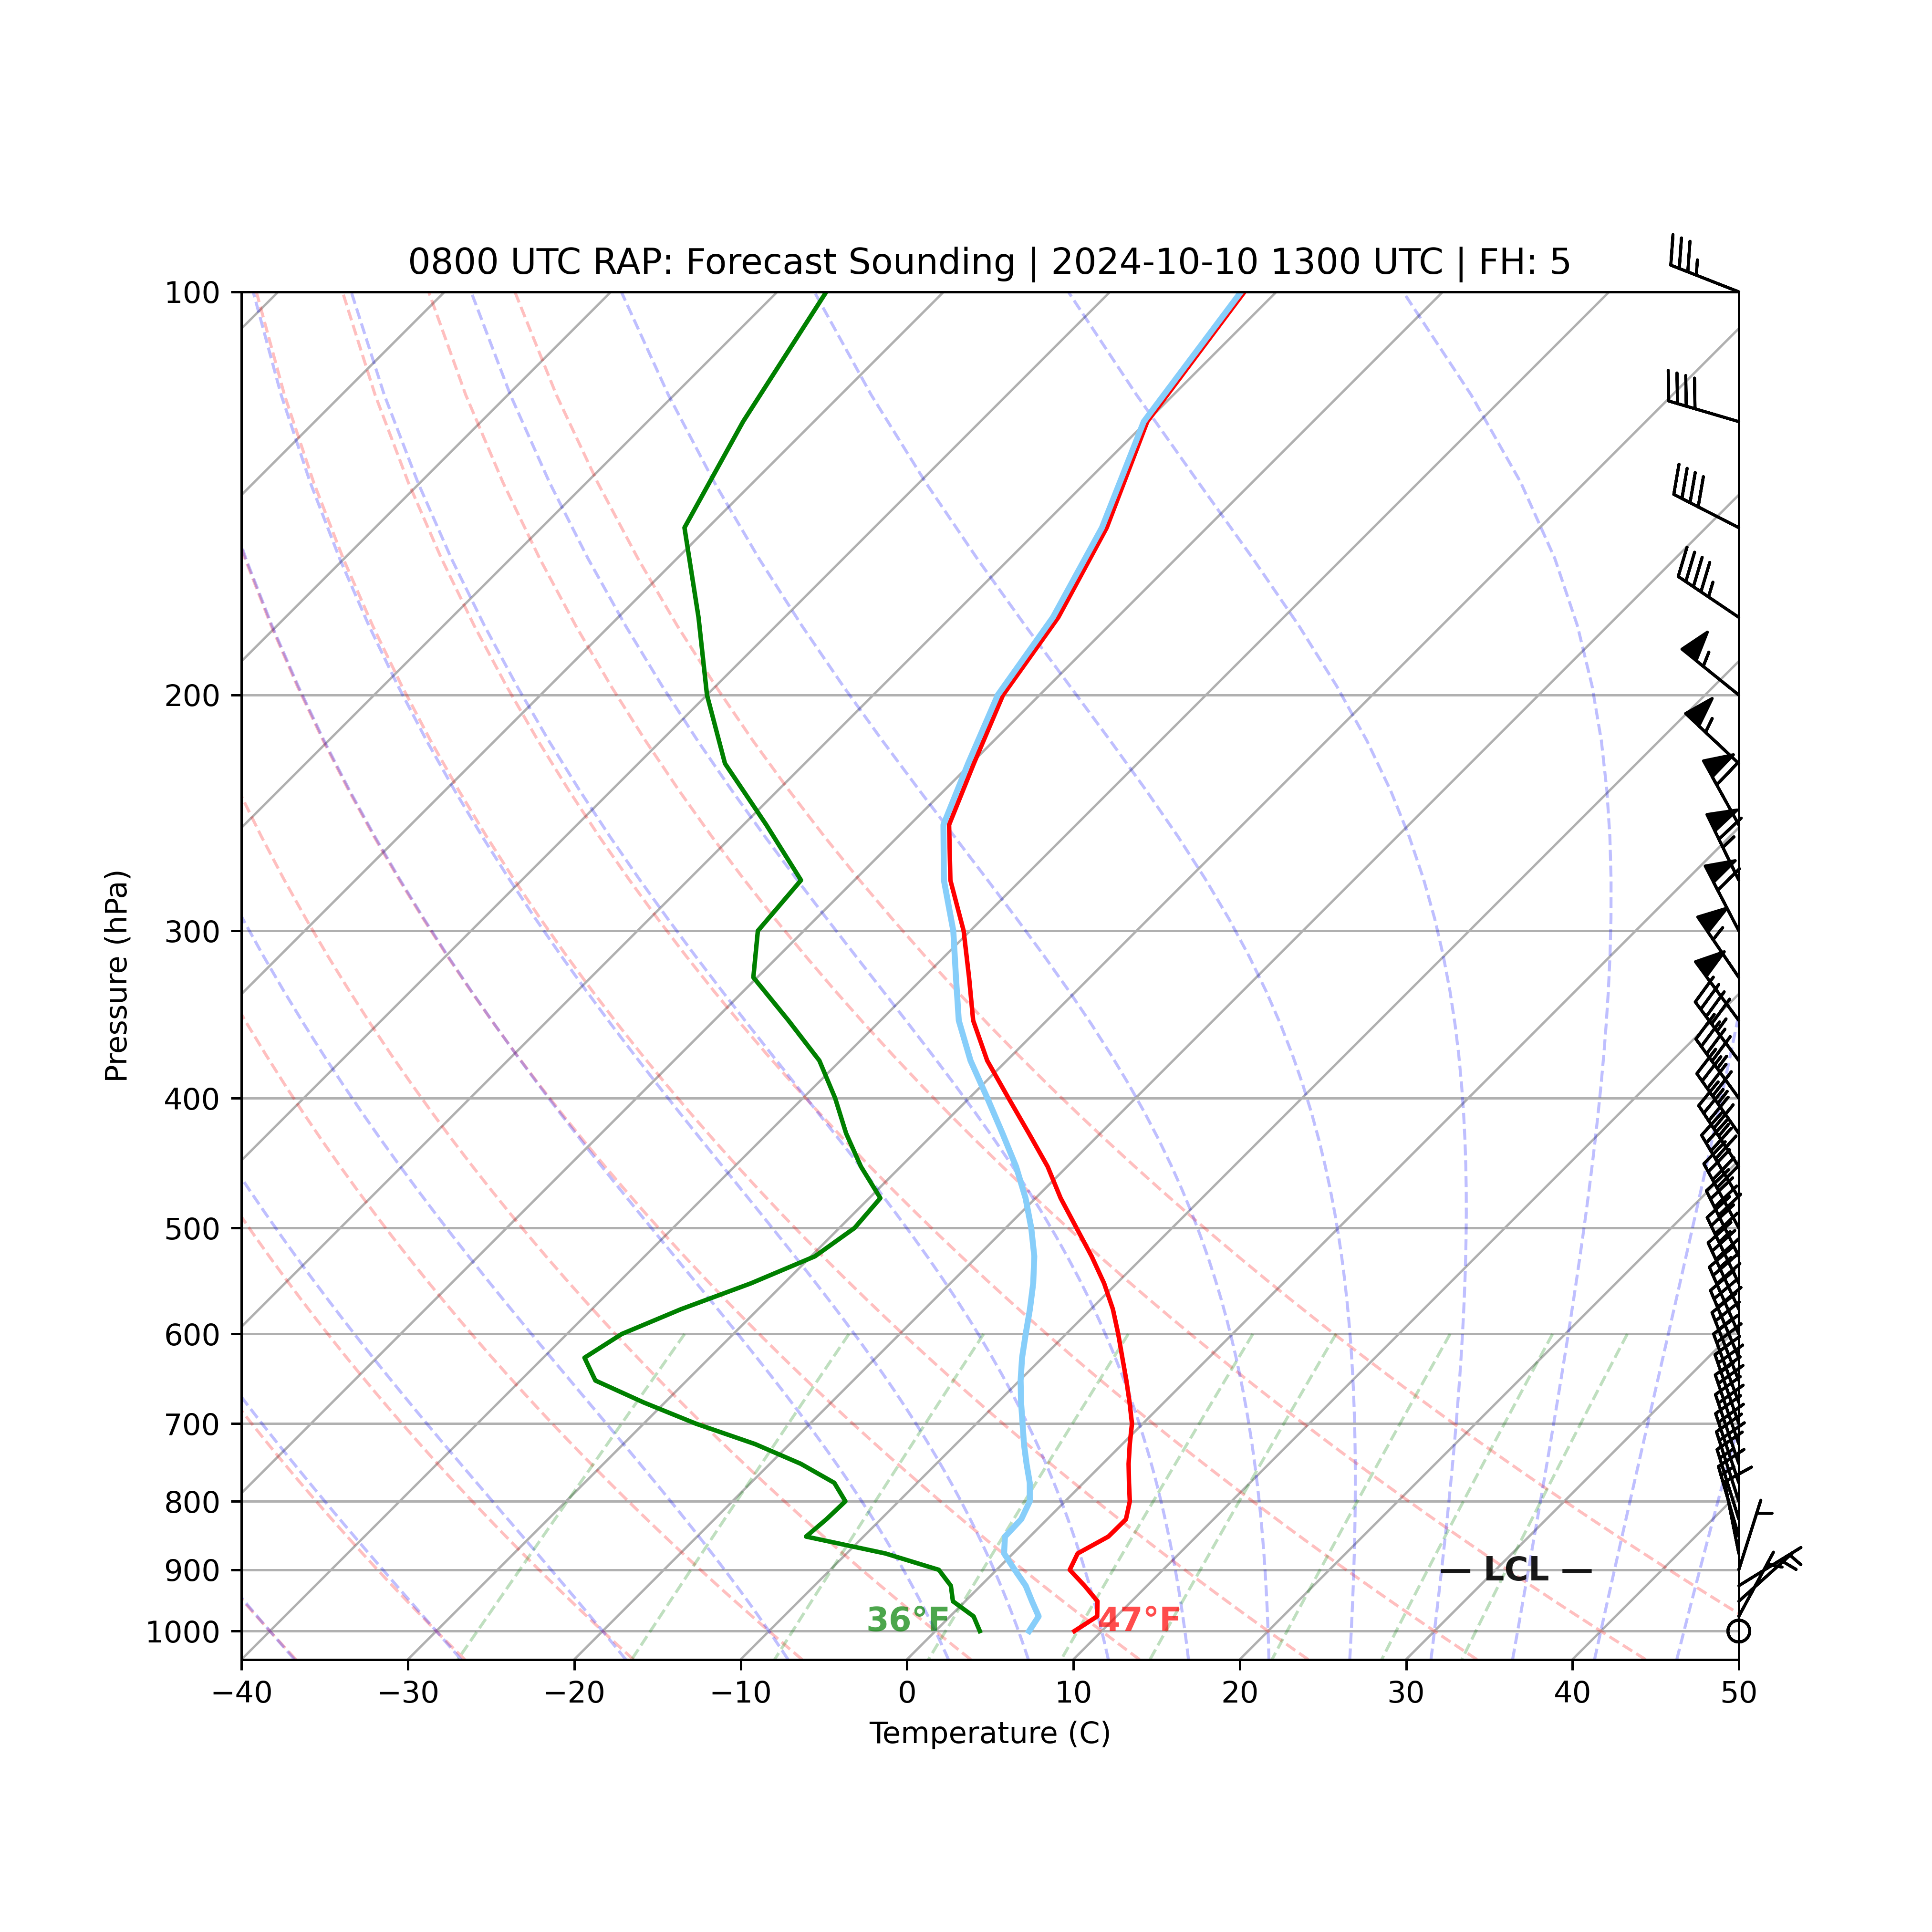 0800 UTC RAP: Forecast Sounding | 2024-10-10 1300 UTC | FH: 5
100
200
300
400
500
600
700
800
900
1000
Pressure (hPa)
— LCL —
36°F
47°F
−40 −30 −20 −10 0 10 20 30 40 50
Temperature (C)